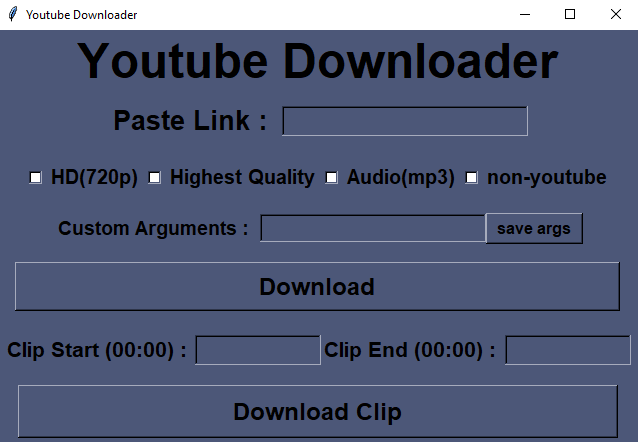 Youtube Downloader
Youtube Downloader
Paste Link :
HD(720p) Highest Quality Audio(mp3) non-youtube
Custom Arguments : save args
Download
Clip Start (00:00) : Clip End (00:00) :
Download Clip